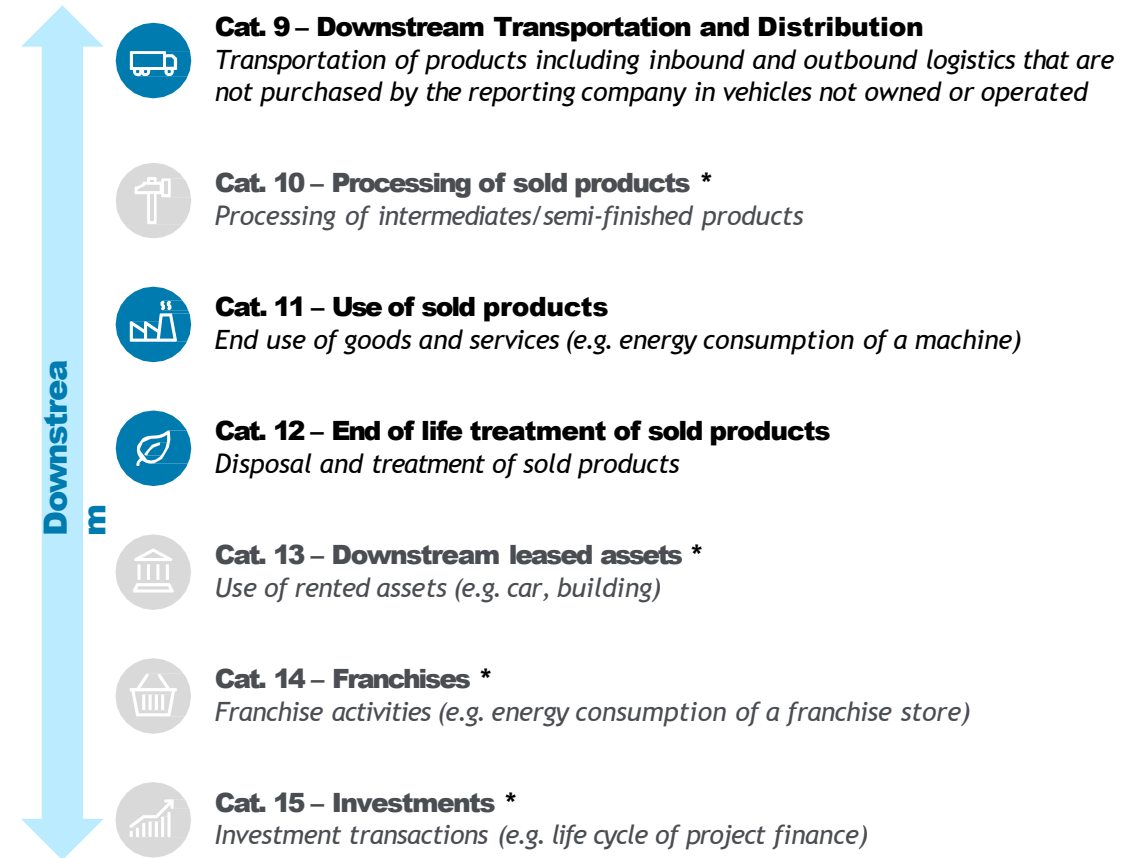 Cat. 9 – Downstream Transportation and Distribution
Transportation of products including inbound and outbound logistics that are
not purchased by the reporting company in vehicles not owned or operated
Cat. 10 – Processing of sold products *
Processing of intermediates/semi-finished products
Cat. 11 – Use of sold products
End use of goods and services (e.g. energy consumption of a machine)
Downstrea
m
Cat. 12 – End of life treatment of sold products
Disposal and treatment of sold products
Cat. 13 – Downstream leased assets *
Use of rented assets (e.g. car, building)
Cat. 14 – Franchises *
Franchise activities (e.g. energy consumption of a franchise store)
Cat. 15 – Investments *
Investment transactions (e.g. life cycle of project finance)